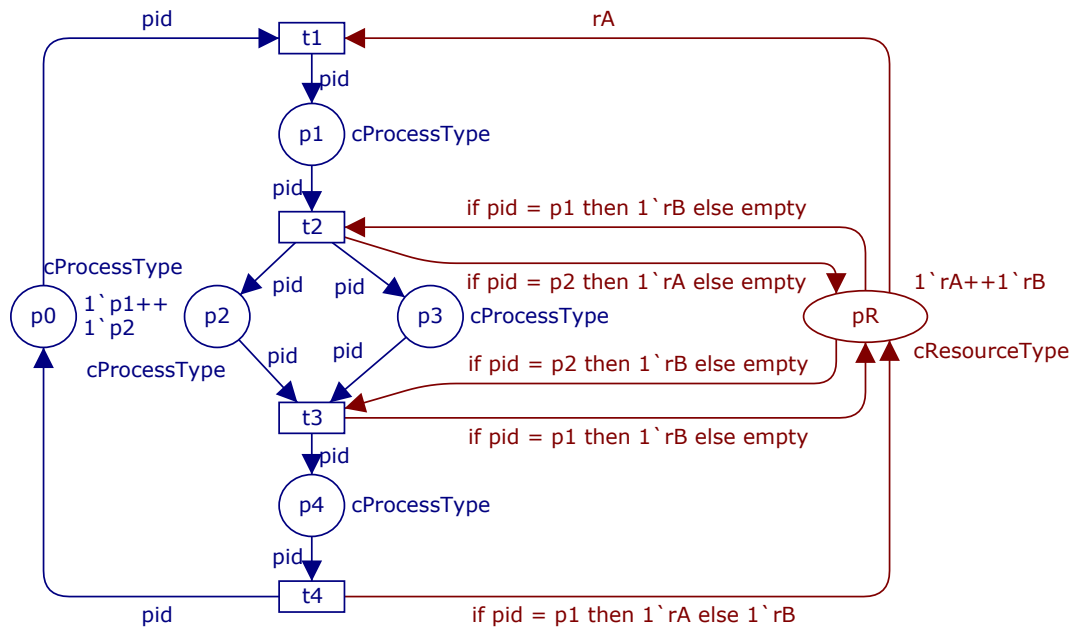 pid
rA
t1
pid
p1
cProcessType
pid
if pid = p1 then 1`rB else empty
t2
cProcessType
pid
pid
if pid = p2 then 1`rA else empty
1`rA++1`rB
p0
1`p1++
1`p2
p2
p3
cProcessType
pR
pid
pid
cResourceType
cProcessType
if pid = p2 then 1`rB else empty
t3
if pid = p1 then 1`rB else empty
pid
p4
cProcessType
pid
t4
pid
if pid = p1 then 1`rA else 1`rB